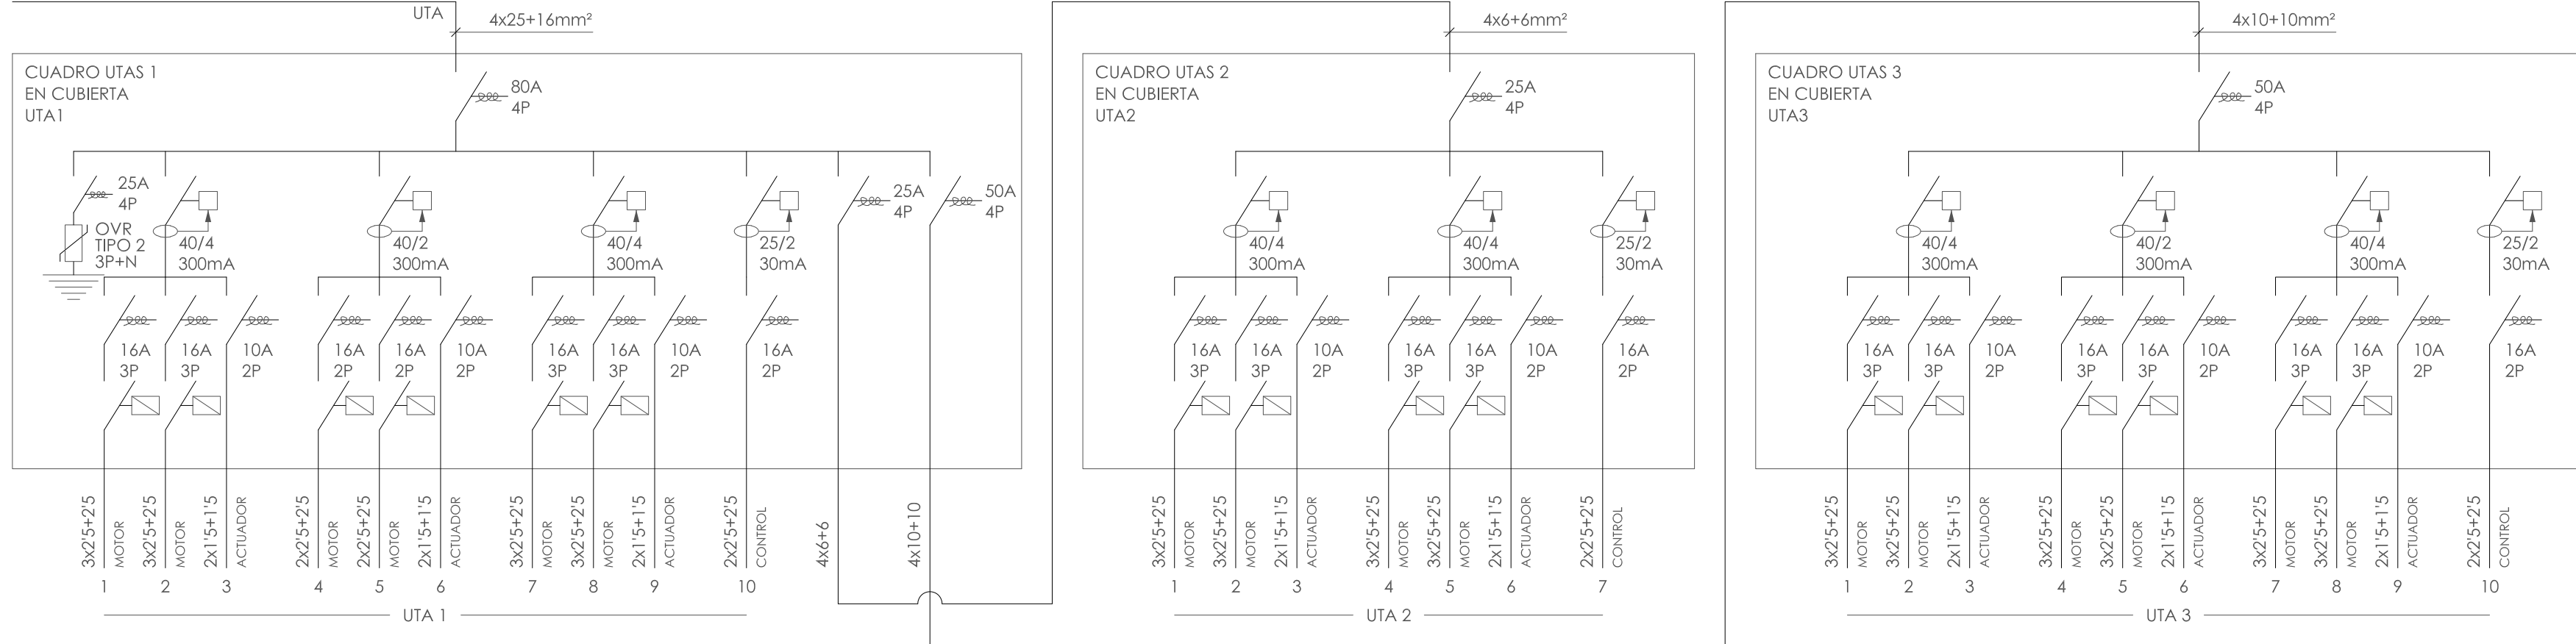 UTA
4x25+16mm²
CUADRO UTAS 1
EN CUBIERTA
UTA1
80A
4P
25A
4P
OVR
TIPO 2
3P+N
40/4
300mA
40/2
300mA
40/4
300mA
25/2
30mA
25A
4P
50A
4P
16A
3P
16A
3P
10A
2P
16A
2P
16A
2P
10A
2P
16A
3P
16A
3P
10A
2P
16A
2P
3x2'5+2'5
MOTOR
3x2'5+2'5
MOTOR
2x1'5+1'5
ACTUADOR
2x2'5+2'5
MOTOR
2x2'5+2'5
MOTOR
2x1'5+1'5
ACTUADOR
3x2'5+2'5
MOTOR
3x2'5+2'5
MOTOR
2x1'5+1'5
ACTUADOR
2x2'5+2'5
CONTROL
4x6+6
4x10+10
1 2 3 4 5 6 7 8 9 10
UTA 1
4x6+6mm²
CUADRO UTAS 2
EN CUBIERTA
UTA2
25A
4P
40/4
300mA
40/4
300mA
25/2
30mA
16A
3P
16A
3P
10A
2P
16A
3P
16A
3P
10A
2P
16A
2P
3x2'5+2'5
MOTOR
3x2'5+2'5
MOTOR
2x1'5+1'5
ACTUADOR
3x2'5+2'5
MOTOR
3x2'5+2'5
MOTOR
2x1'5+1'5
ACTUADOR
2x2'5+2'5
CONTROL
1 2 3 4 5 6 7
UTA 2
4x10+10mm²
CUADRO UTAS 3
EN CUBIERTA
UTA3
50A
4P
40/4
300mA
40/2
300mA
40/4
300mA
25/2
30mA
16A
3P
16A
3P
10A
2P
16A
3P
16A
3P
10A
2P
16A
3P
16A
3P
10A
2P
16A
2P
3x2'5+2'5
MOTOR
3x2'5+2'5
MOTOR
2x1'5+1'5
ACTUADOR
3x2'5+2'5
MOTOR
3x2'5+2'5
MOTOR
2x1'5+1'5
ACTUADOR
3x2'5+2'5
MOTOR
3x2'5+2'5
MOTOR
2x1'5+1'5
ACTUADOR
2x2'5+2'5
CONTROL
1 2 3 4 5 6 7 8 9 10
UTA 3